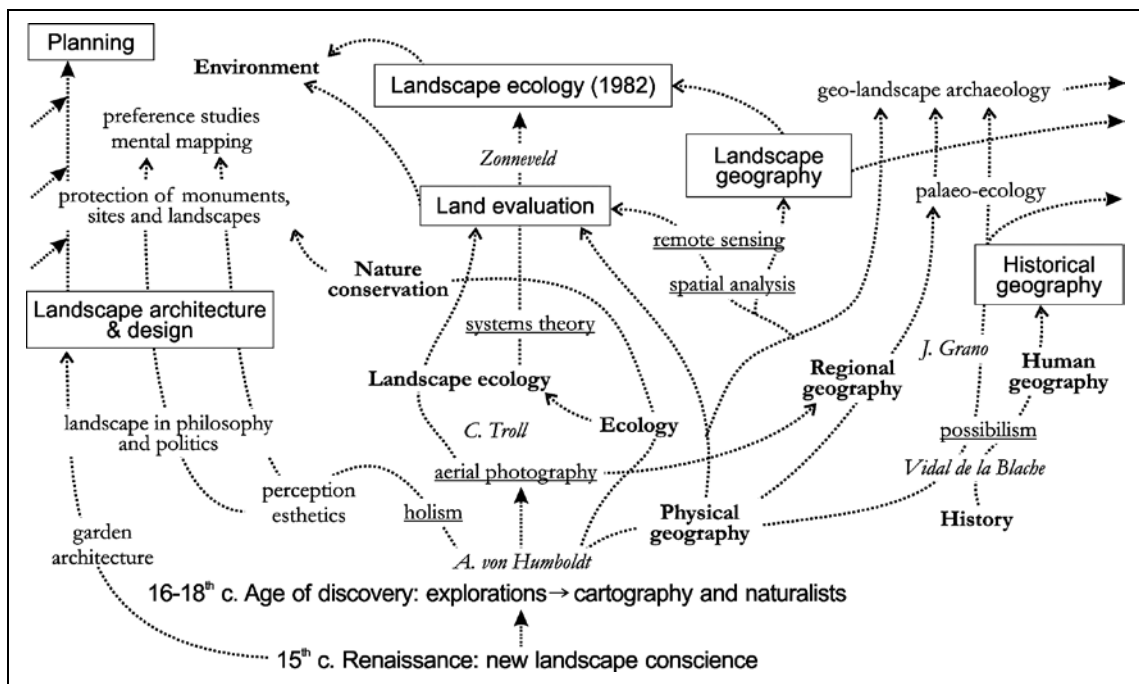 Planning
Environment
Landscape ecology (1982)
geo-landscape archaeology
preference studies
mental mapping
Zonneveld
Landscape
geography
protection of monuments,
sites and landscapes
Land evaluation
palaeo-ecology
remote sensing
Nature
conservation
spatial analysis
Historical
geography
Landscape architecture
& design
systems theory
J. Grano
Landscape ecology
Regional
geography
Human
geography
landscape in philosophy
and politics
C. Troll
Ecology
possibilism
aerial photography
Vidal de la Blache
perception
esthetics
holism
Physical
geography
History
garden
architecture
A. von Humboldt
16-18th c. Age of discovery: explorations→ cartography and naturalists
15th c. Renaissance: new landscape conscience